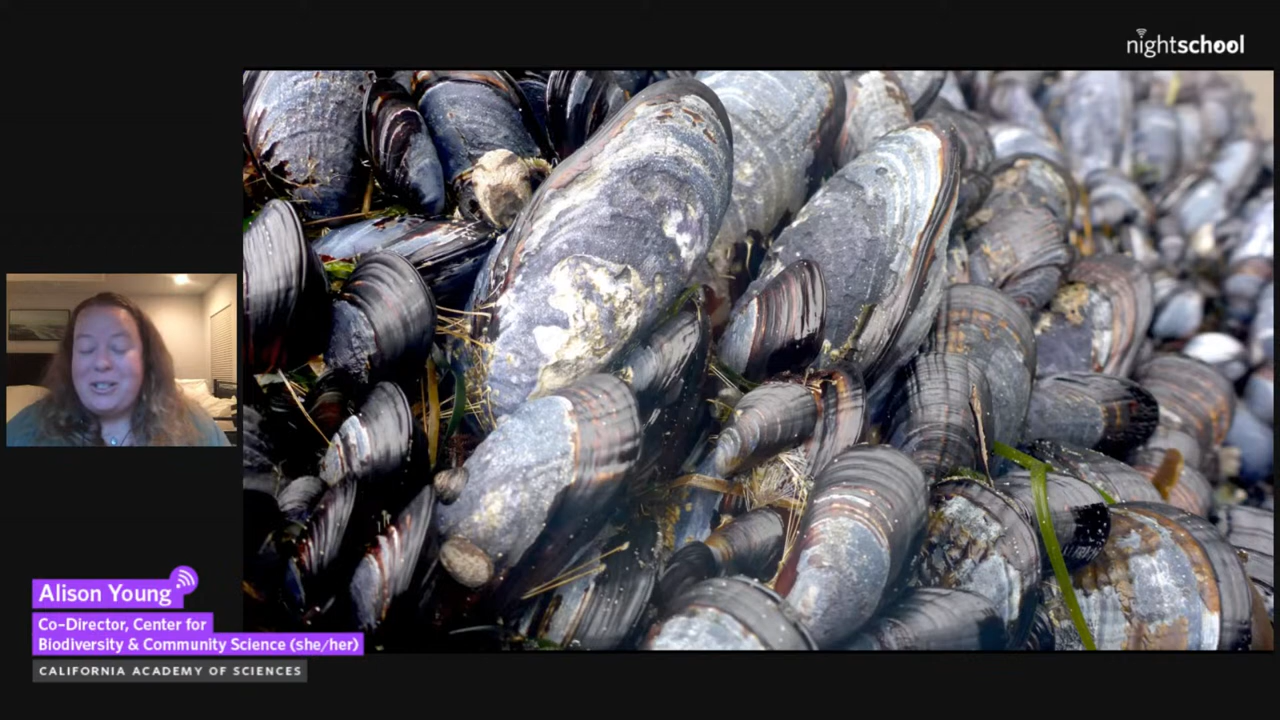 nightschool
Alison Young
Co-Director, Center for
Biodiversity & Community Science (she/her)
CALIFORNIA ACADEMY OF SCIENCES